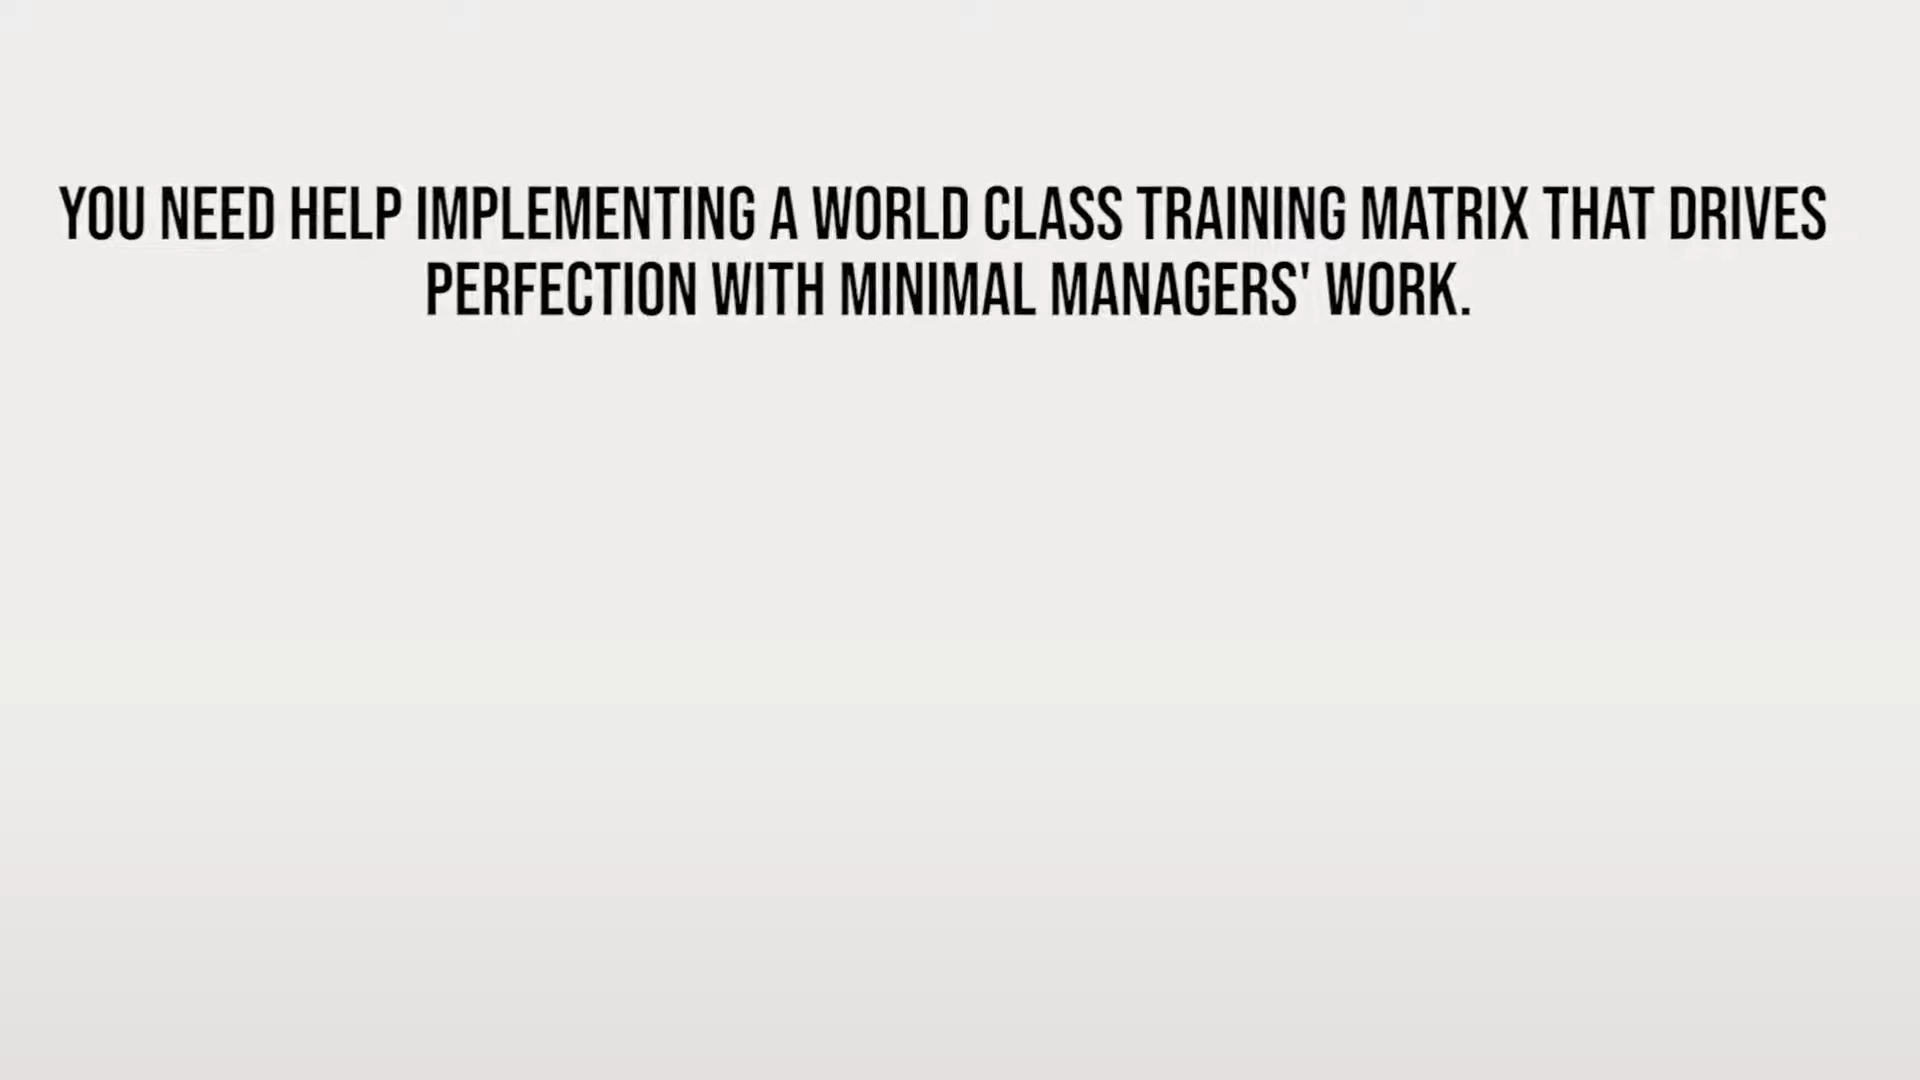 YOU NEED HELP IMPLEMENTING A WORLD CLASS TRAINING MATRIX THAT DRIVES
PERFECTION WITH MINIMAL MANAGERS' WORK.